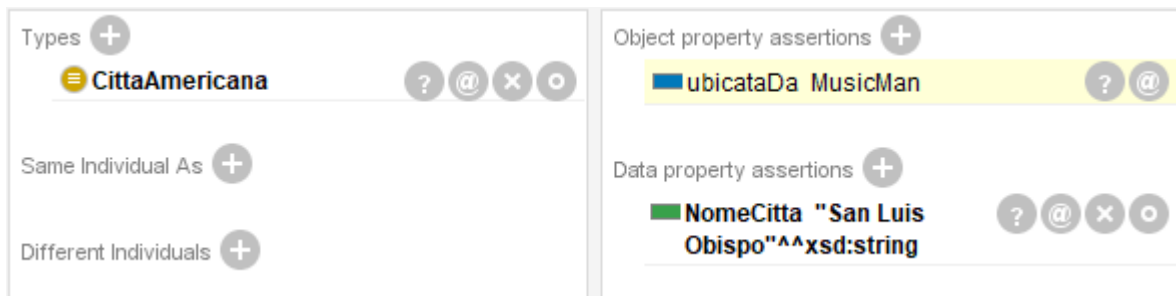 Types
CittaAmericana
? @
Same Individual As
Different Individuals
Object property assertions
ubicataDa MusicMan
? @
Data property assertions
NomeCitta "San Luis
Obispo"^^xsd:string
? @